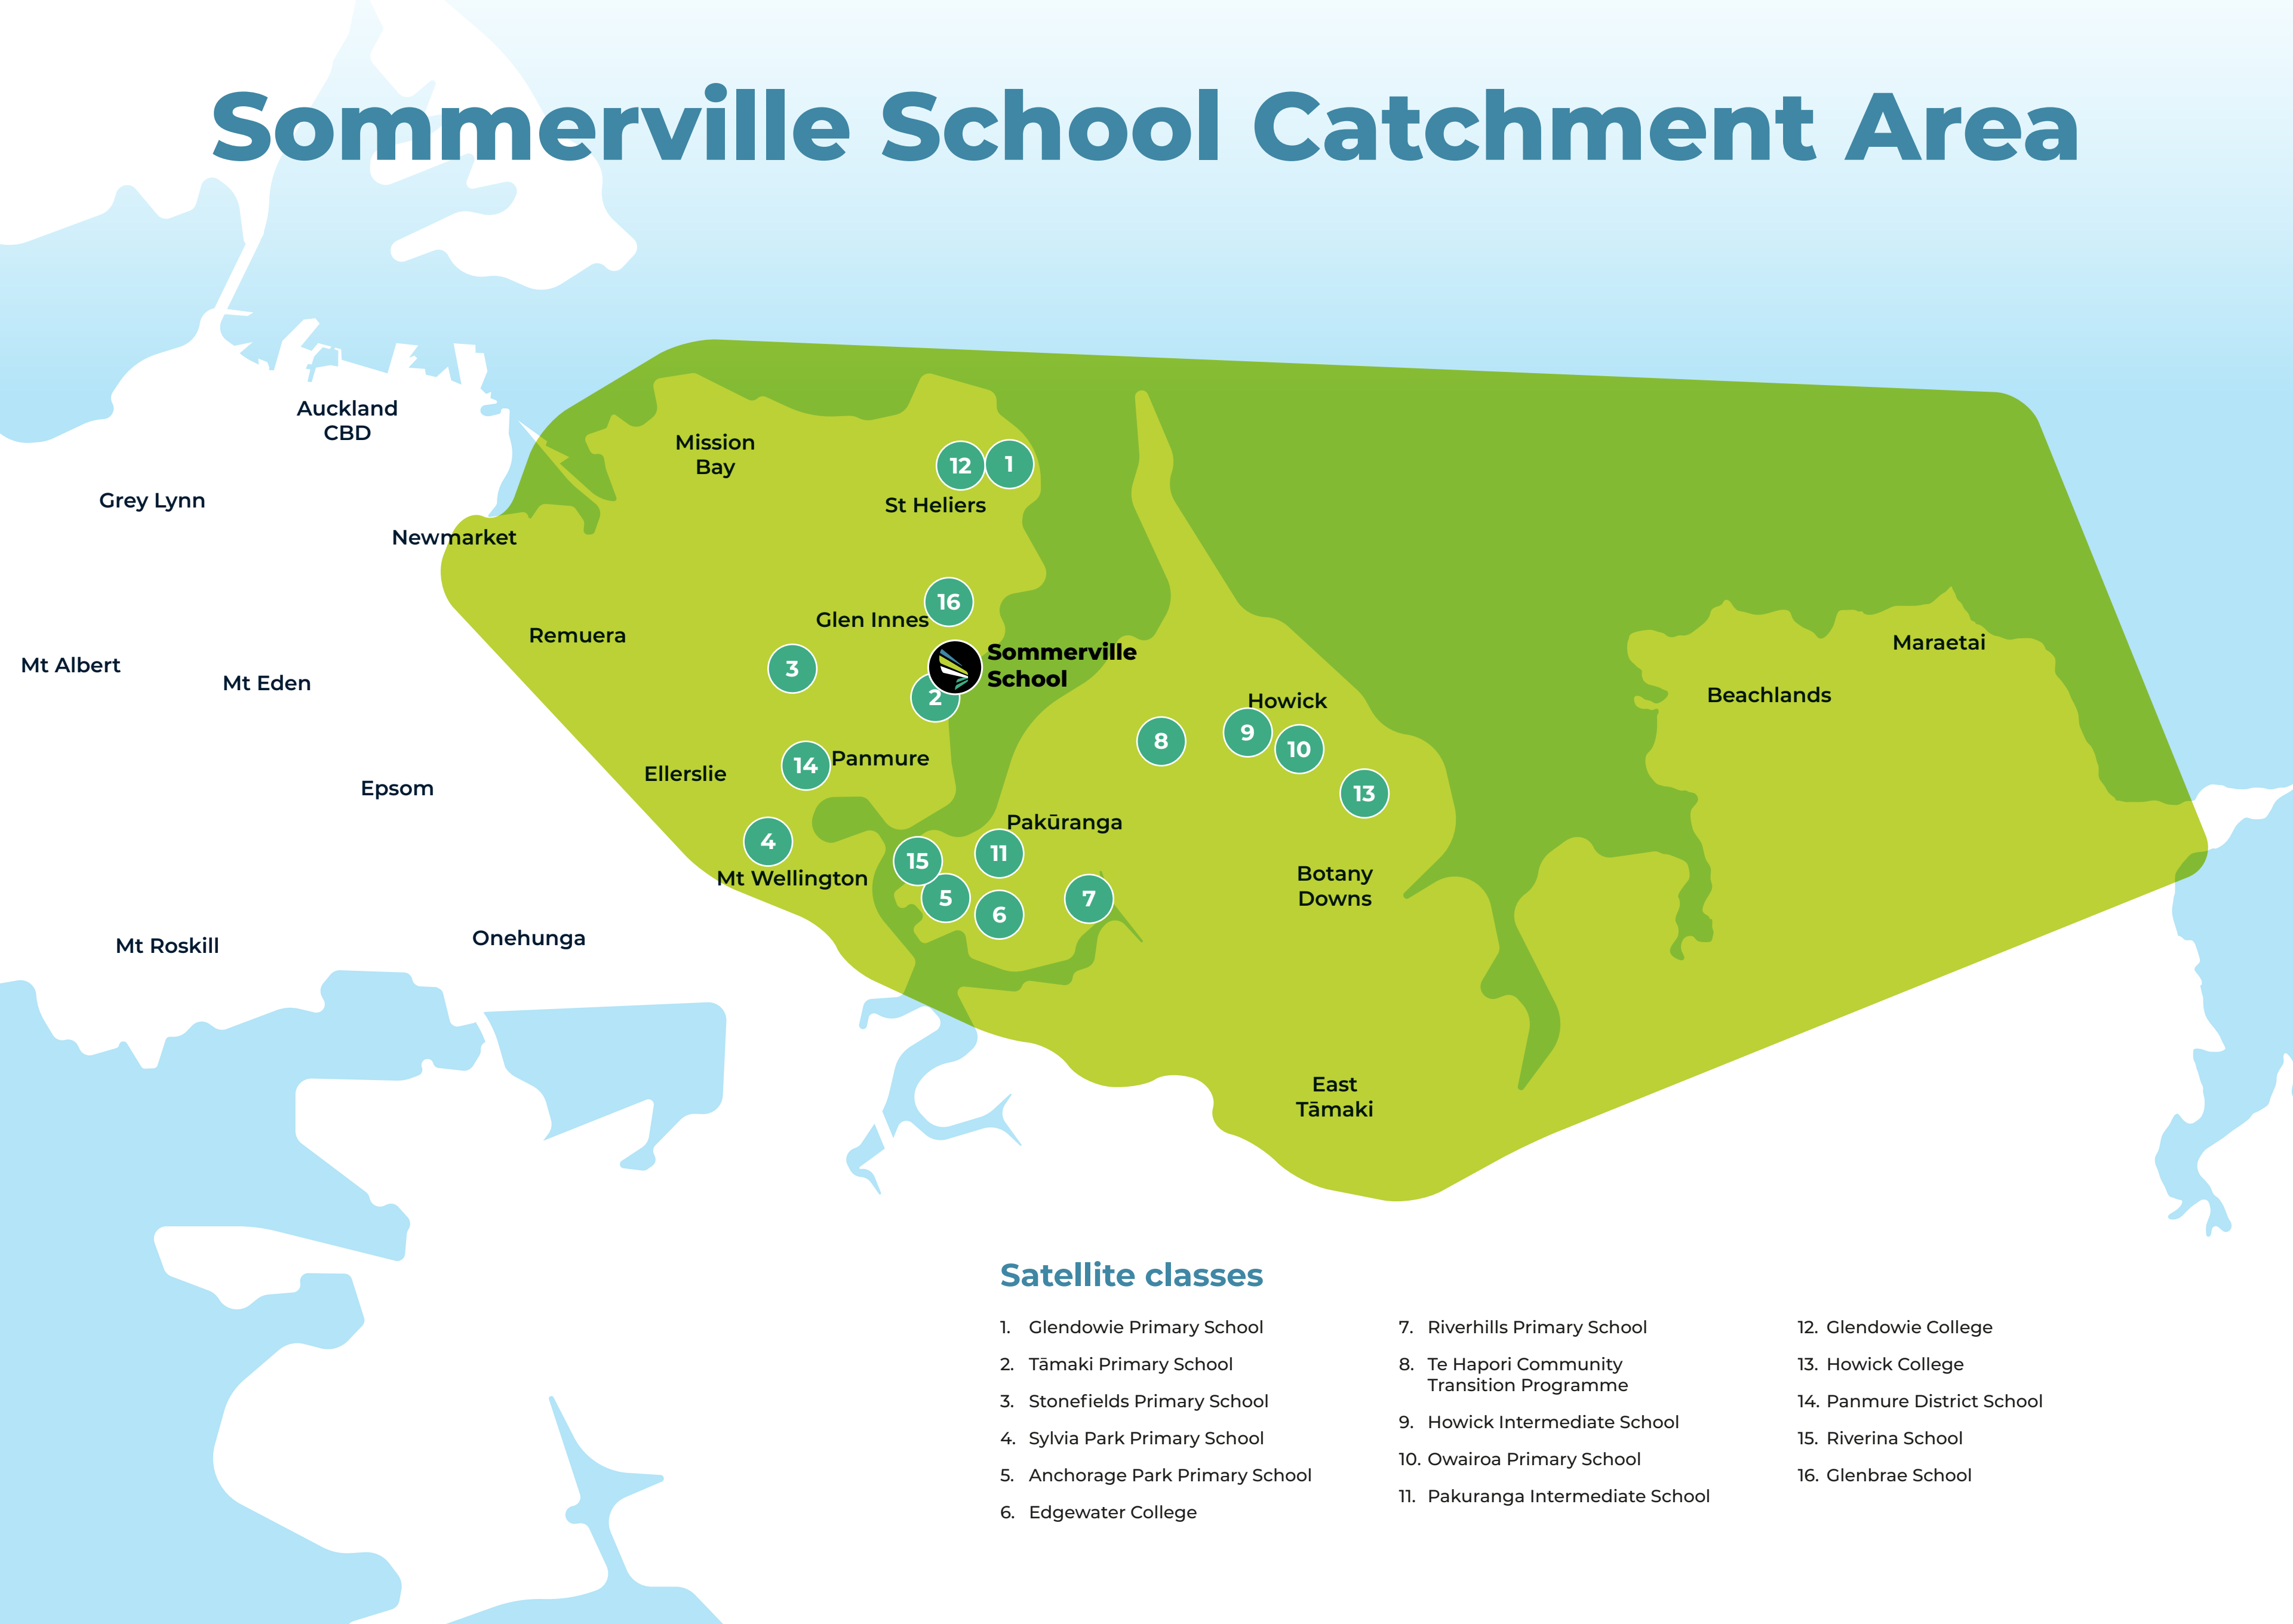 Sommerville School Catchment Area
Auckland
CBD
Mission
Bay
12
1
Grey Lynn
St Heliers
Newmarket
16
Glen Innes
Remuera
Sommerville
School
Maraetai
Mt Albert
3
Mt Eden
2
Beachlands
Howick
9
8
10
14
Panmure
Ellerslie
Epsom
13
Pakūranga
4
15
11
Mt Wellington
Botany
Downs
5
7
6
Onehunga
Mt Roskill
East
Tāmaki
Satellite classes
1. Glendowie Primary School
2. Tāmaki Primary School
3. Stonefields Primary School
4. Sylvia Park Primary School
5. Anchorage Park Primary School
6. Edgewater College
7. Riverhills Primary School
8. Te Hapori Community
Transition Programme
9. Howick Intermediate School
10. Owairoa Primary School
11. Pakuranga Intermediate School
12. Glendowie College
13. Howick College
14. Panmure District School
15. Riverina School
16. Glenbrae School